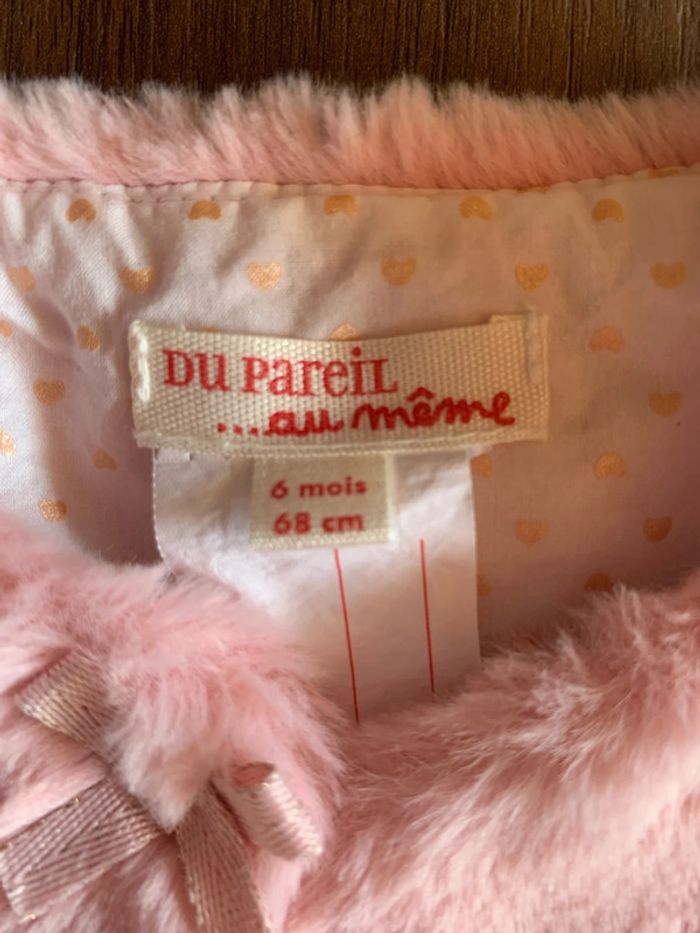 DU PAREIL
...au même
6 mois
68 cm